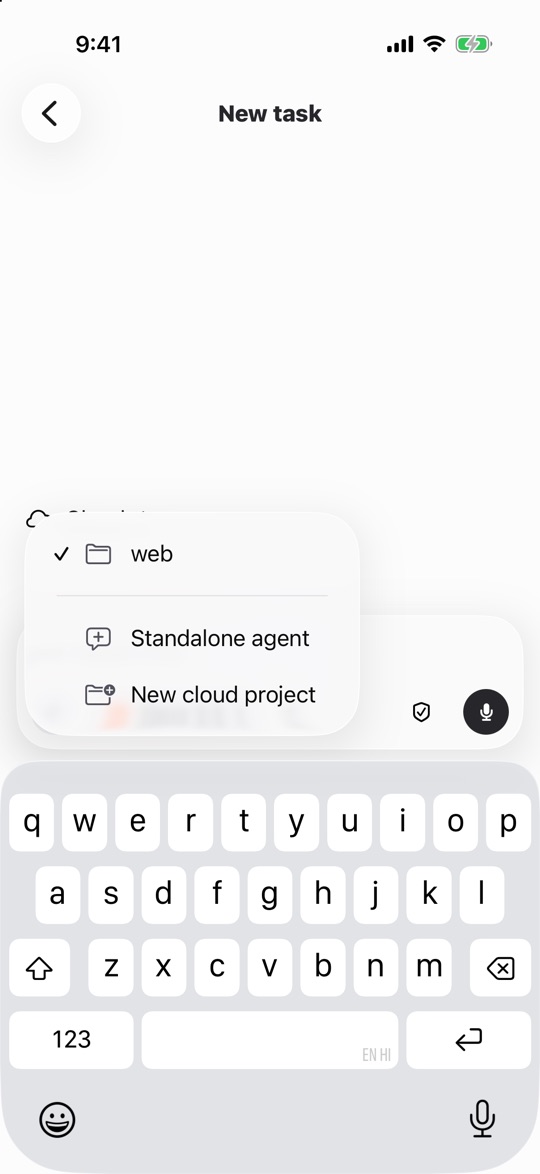 9:41
New task
web
Standalone agent
New cloud project
q w e r t y u i o p
a s d f g h j k l
z x c v b n m
123
EN HI